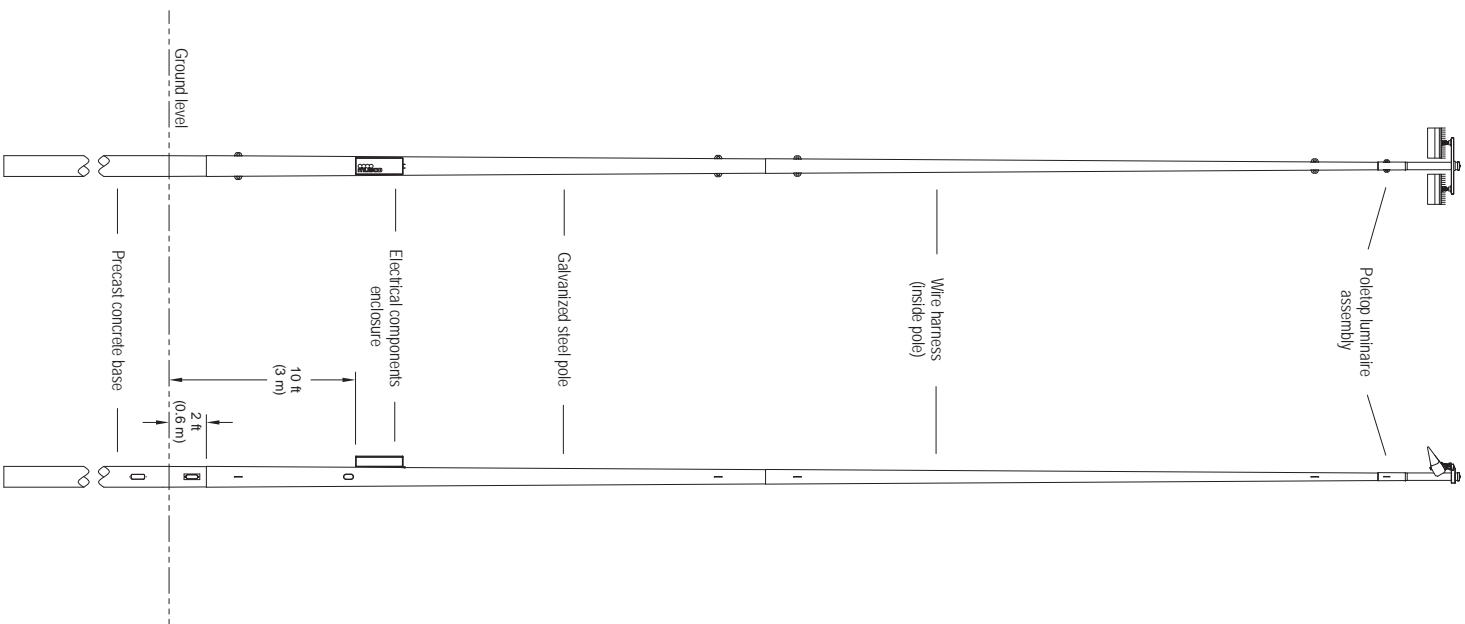 Poletop luminaire
assembly
Wire harness
(inside pole)
Galvanized steel pole
Electrical components
enclosure
musco
10 ft
(3 m)
2 ft
(0.6 m)
Ground level
Precast concrete base